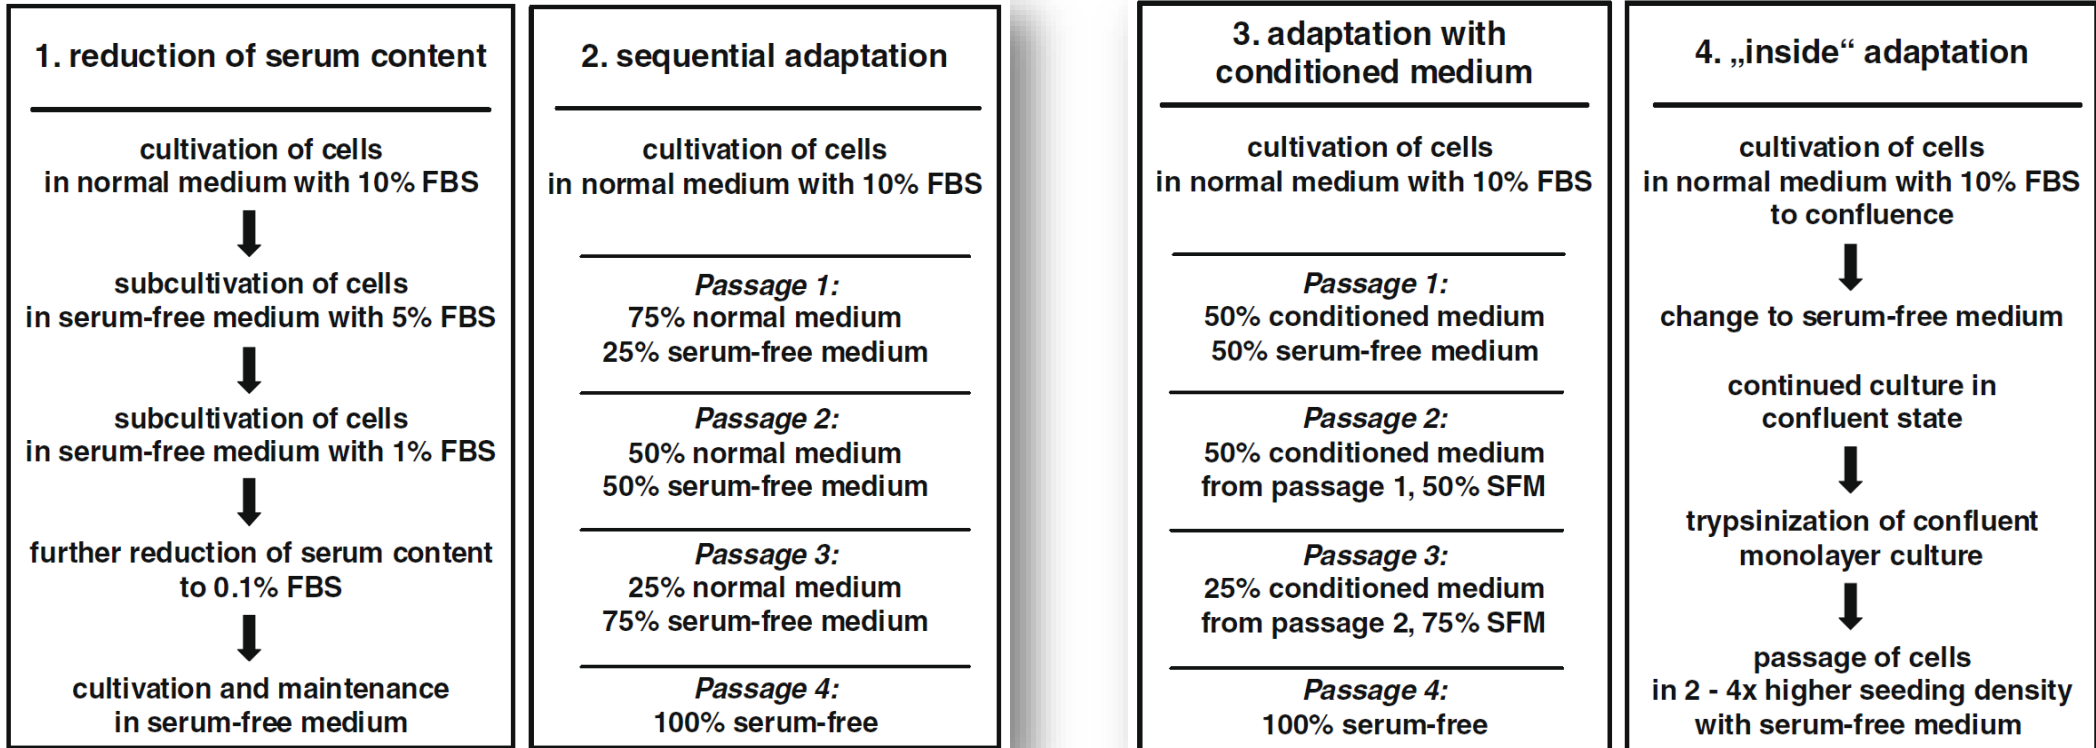 1. reduction of serum content
cultivation of cells
in normal medium with 10% FBS
subcultivation of cells
in serum-free medium with 5% FBS
subcultivation of cells
in serum-free medium with 1% FBS
further reduction of serum content
to 0.1% FBS
cultivation and maintenance
in serum-free medium
2. sequential adaptation
cultivation of cells
in normal medium with 10% FBS
Passage 1:
75% normal medium
25% serum-free medium
Passage 2:
50% normal medium
50% serum-free medium
Passage 3:
25% normal medium
75% serum-free medium
Passage 4:
100% serum-free
3. adaptation with
conditioned medium
cultivation of cells
in normal medium with 10% FBS
Passage 1:
50% conditioned medium
50% serum-free medium
Passage 2:
50% conditioned medium
from passage 1, 50% SFM
Passage 3:
25% conditioned medium
from passage 2, 75% SFM
Passage 4:
100% serum-free
4. „inside“ adaptation
cultivation of cells
in normal medium with 10% FBS
to confluence
change to serum-free medium
continued culture in
confluent state
trypsinization of confluent
monolayer culture
passage of cells
in 2 - 4x higher seeding density
with serum-free medium